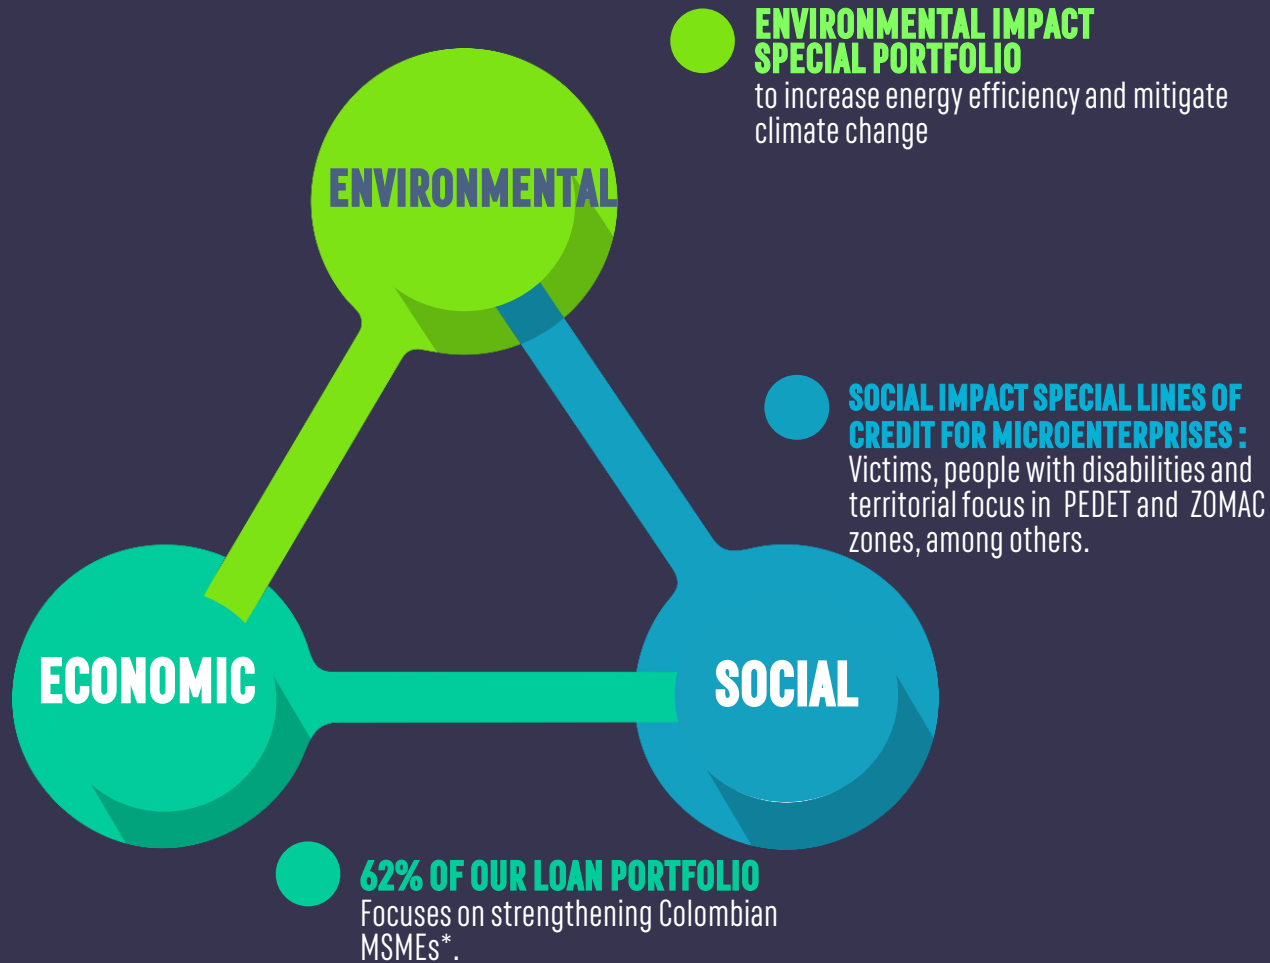 ENVIRONMENTAL IMPACT
SPECIAL PORTFOLIO
to increase energy efficiency and mitigate
climate change
ENVIRONMENTAL
SOCIAL IMPACT SPECIAL LINES OF
CREDIT FOR MICROENTERPRISES :
Victims, people with disabilities and
territorial focus in PEDET and ZOMAC
zones, among others.
ECONOMIC
SOCIAL
62% OF OUR LOAN PORTFOLIO
Focuses on strengthening Colombian
MSMEs*.